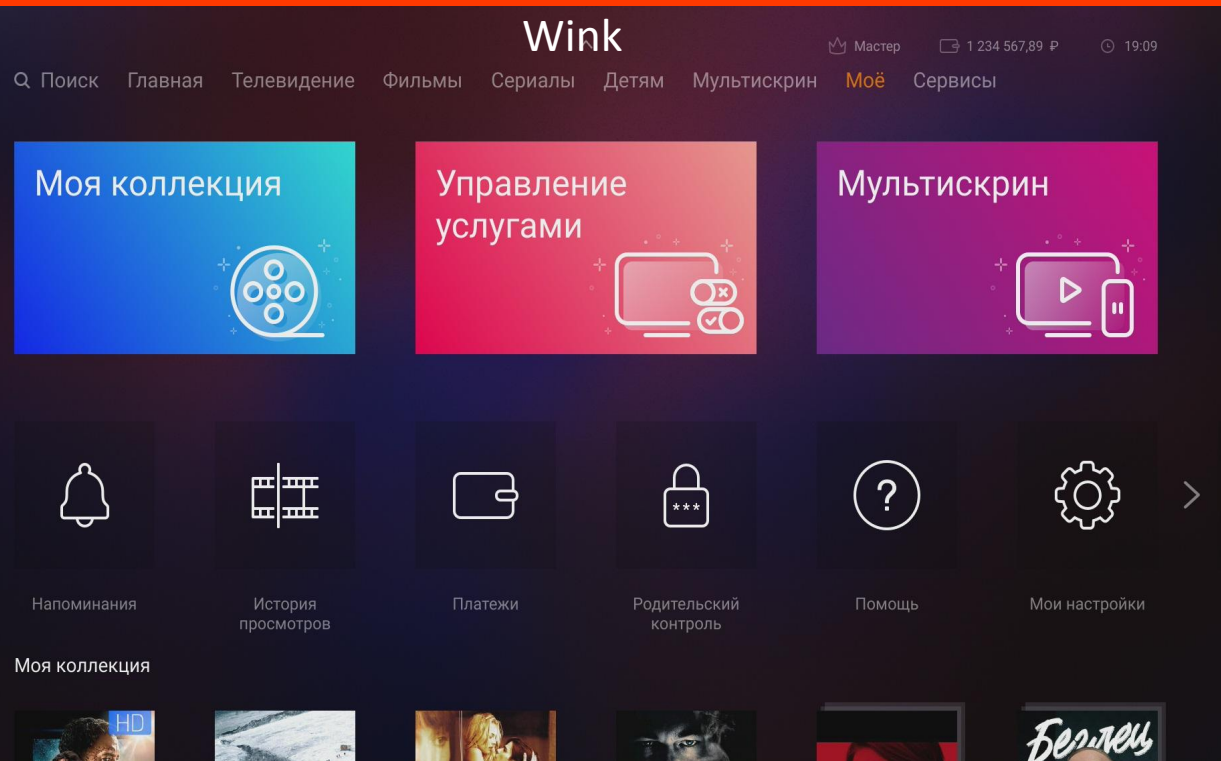 Wink
Мастер 1 234 567,89 ₽ 19:09
Поиск Главная Телевидение Фильмы Сериалы Детям Мультискрин Моё Сервисы
Моя коллекция
Управление
услугами
Мультискрин
***
?
Напоминания
История
просмотров
Платежи
Родительский
контроль
Помощь
Мои настройки
Моя коллекция
HD
Беглец